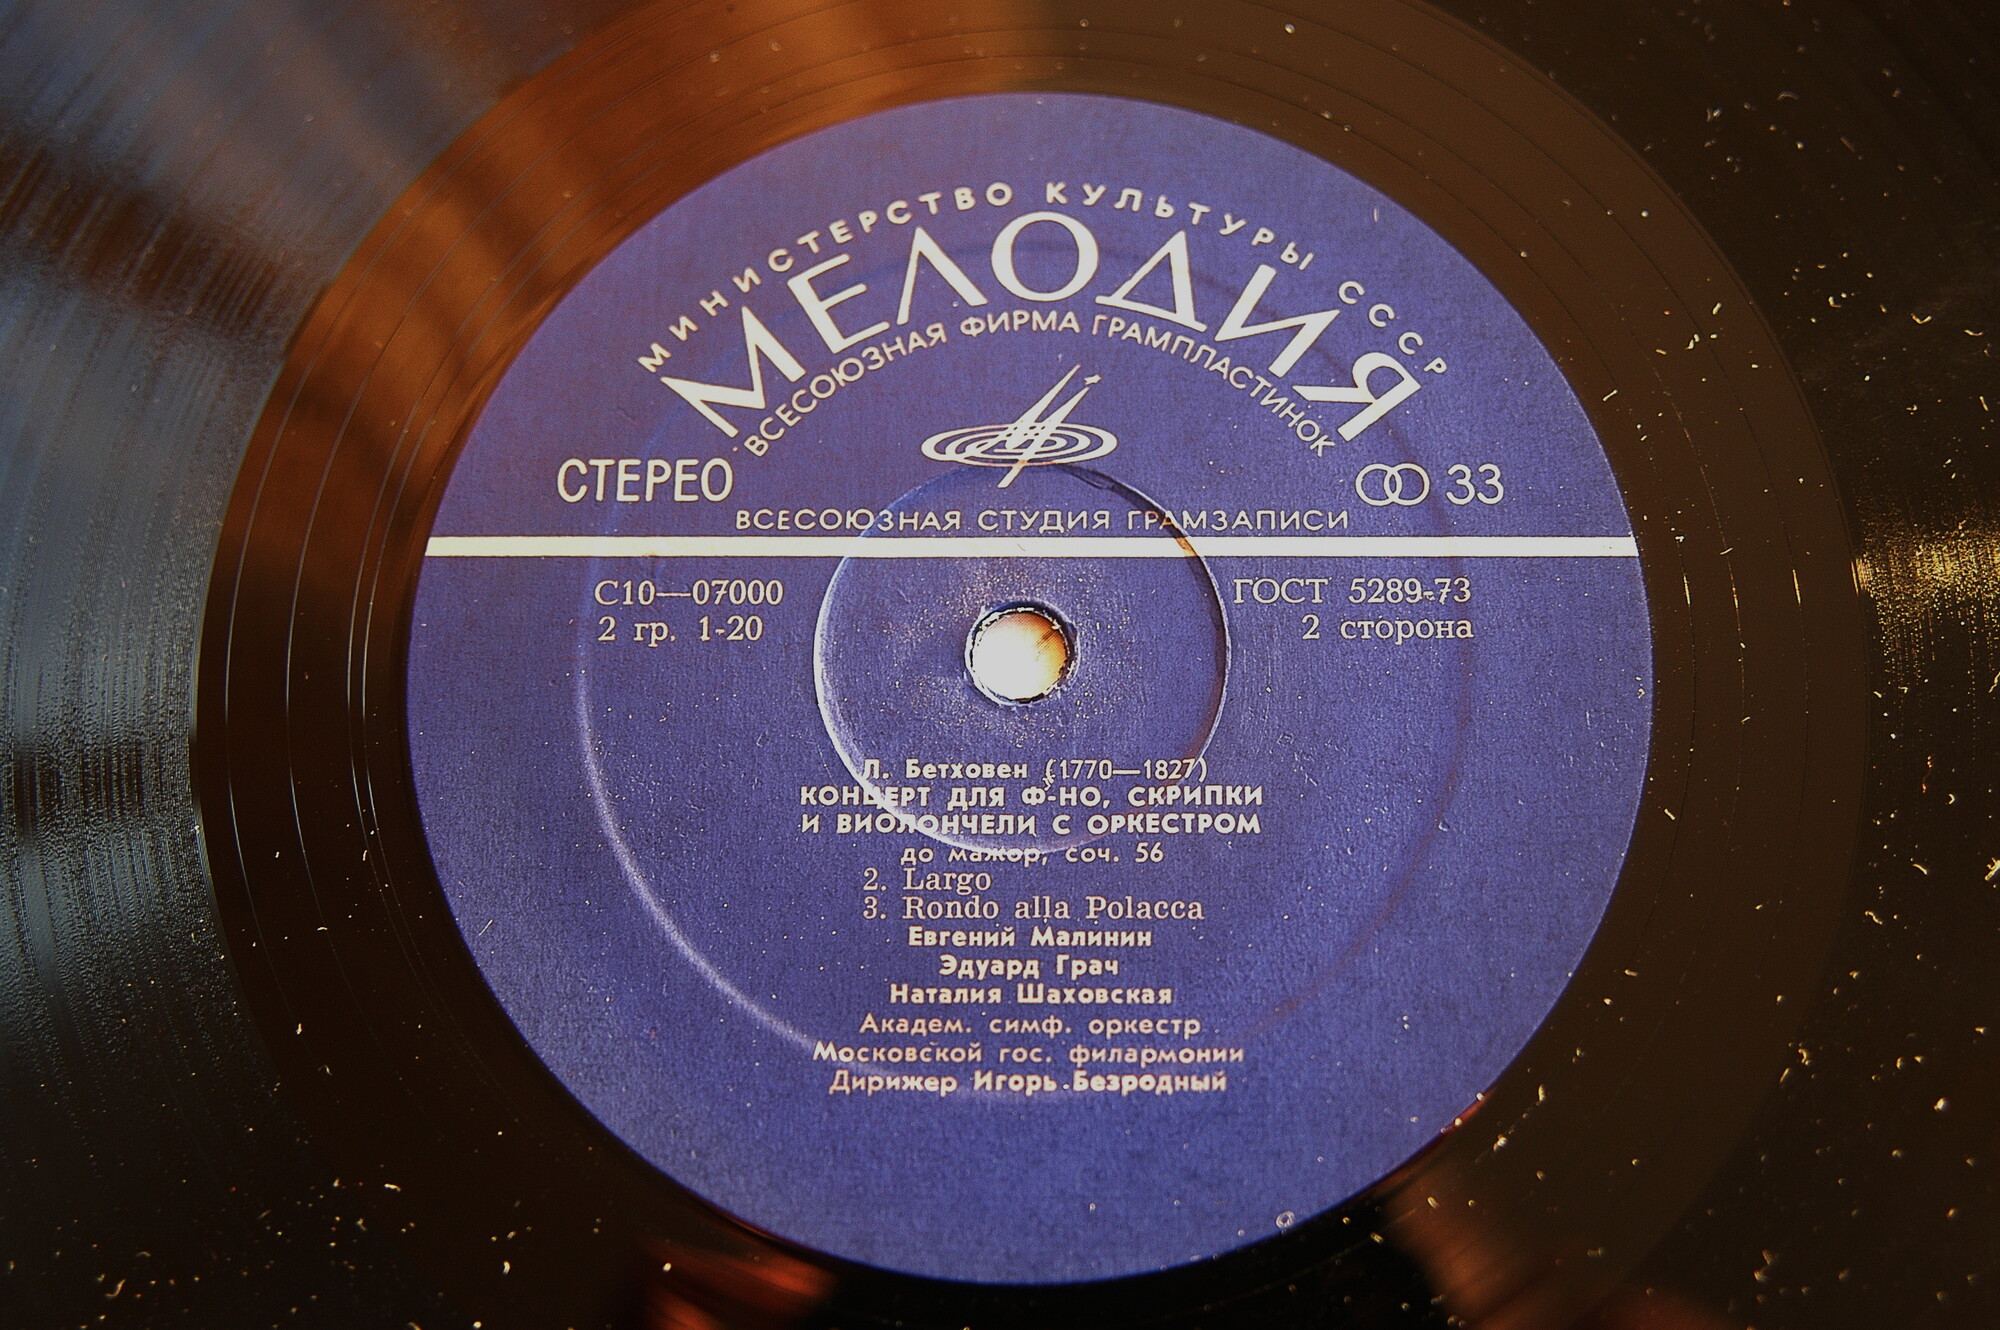 МИНИСТЕРСТВО КУЛЬТУРЫ СССР
МЕЛОДИЯ
ВСЕСОЮЗНАЯ ФИРМА ГРАМПЛАСТИНОК
СТЕРЕО
33
ВСЕСОЮЗНАЯ СТУДИЯ ГРАМЗАПИСИ
С10—07000
ГОСТ 5289-73
2 гр. 1-20
2 сторона
Л. Бетховен (1770—1827)
КОНЦЕРТ ДЛЯ Ф-НО, СКРИПКИ
И ВИОЛОНЧЕЛИ С ОРКЕСТРОМ
до мажор, соч. 56
2. Largo
3. Rondo alla Polacca
Евгений Малинин
Эдуард Грач
Наталия Шаховская
Академ. симф. оркестр
Московской гос. филармонии
Дирижер Игорь Безродный